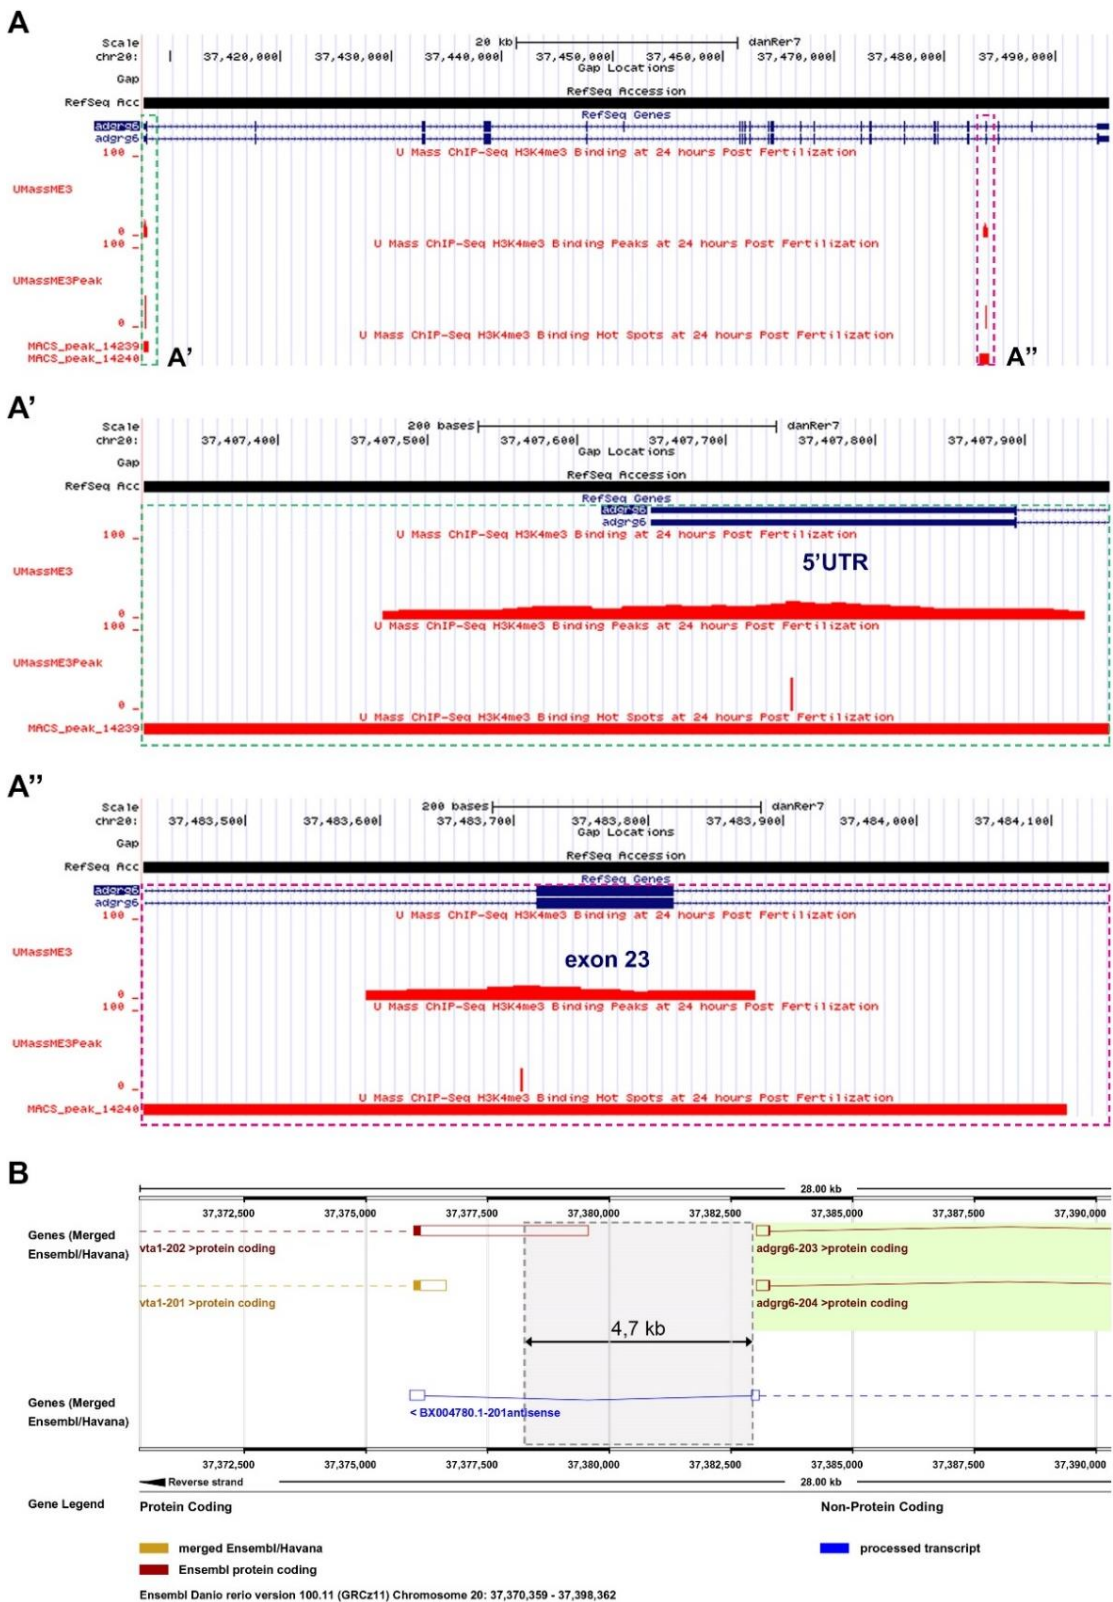 A
Scale 20 kb danRer7
chr20: 37,420,000 37,430,000 37,440,000 37,450,000 37,460,000 37,470,000 37,480,000 37,490,000
Gap Locations
Gap
RefSeq Accession
RefSeq Acc
RefSeq Genes
adgrg6
adgrg6
100 _ U Mass ChIP-Seq H3K4me3 Binding at 24 hours Post Fertilization
UMassME3
0 _
100 _ U Mass ChIP-Seq H3K4me3 Binding Peaks at 24 hours Post Fertilization
UMassME3Peak
0 _
U Mass ChIP-Seq H3K4me3 Binding Hot Spots at 24 hours Post Fertilization
MACS_peak_14239
MACS_peak_14240
A' A''
A'
Scale 200 bases danRer7
chr20: 37,407,400 37,407,500 37,407,600 37,407,700 37,407,800 37,407,900
Gap Locations
Gap
RefSeq Accession
RefSeq Acc
RefSeq Genes
adgrg6
adgrg6
100 _ U Mass ChIP-Seq H3K4me3 Binding at 24 hours Post Fertilization
5'UTR
UMassME3
0 _
100 _ U Mass ChIP-Seq H3K4me3 Binding Peaks at 24 hours Post Fertilization
UMassME3Peak
0 _
U Mass ChIP-Seq H3K4me3 Binding Hot Spots at 24 hours Post Fertilization
MACS_peak_14239
A''
Scale 200 bases danRer7
chr20: 37,483,500 37,483,600 37,483,700 37,483,800 37,483,900 37,484,000 37,484,100
Gap Locations
Gap
RefSeq Accession
RefSeq Acc
RefSeq Genes
adgrg6
adgrg6
100 _ U Mass ChIP-Seq H3K4me3 Binding at 24 hours Post Fertilization
UMassME3
exon 23
0 _
100 _ U Mass ChIP-Seq H3K4me3 Binding Peaks at 24 hours Post Fertilization
UMassME3Peak
0 _
U Mass ChIP-Seq H3K4me3 Binding Hot Spots at 24 hours Post Fertilization
MACS_peak_14240
B
28.00 kb
37,372,500 37,375,000 37,377,500 37,380,000 37,382,500 37,385,000 37,387,500 37,390,000
Genes (Merged
Ensembl/Havana)
vta1-202 >protein coding adgrg6-203 >protein coding
vta1-201 >protein coding adgrg6-204 >protein coding
4,7 kb
Genes (Merged
Ensembl/Havana)
< BX004780.1-201antisense
37,372,500 37,375,000 37,377,500 37,380,000 37,382,500 37,385,000 37,387,500 37,390,000
Reverse strand 28.00 kb
Gene Legend Protein Coding Non-Protein Coding
merged Ensembl/Havana processed transcript
Ensembl protein coding
Ensembl Danio rerio version 100.11 (GRCz11) Chromosome 20: 37,370,359 - 37,398,362